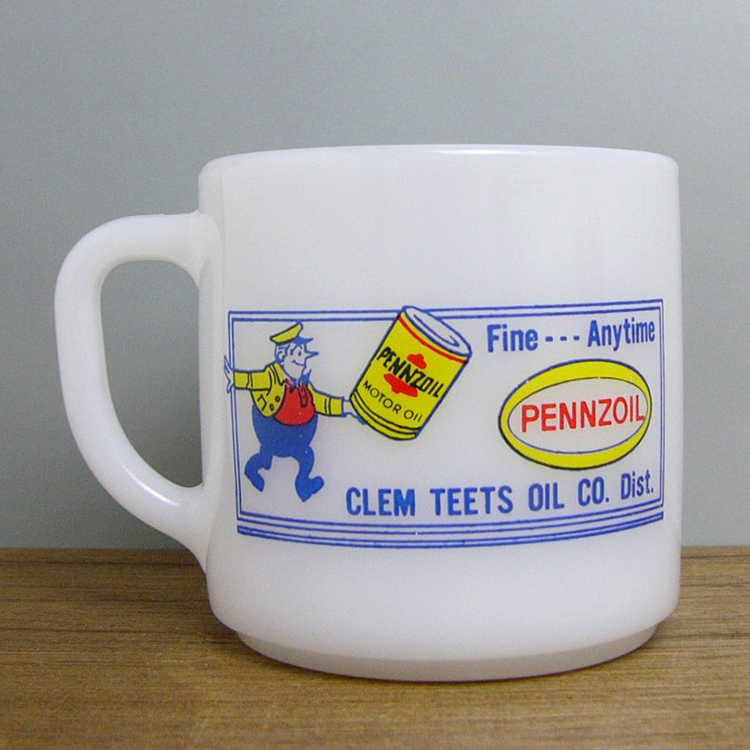 Fine --- Anytime
PENNZOIL
MOTOR OIL
PENNZOIL
CLEM TEETS OIL CO. Dist.